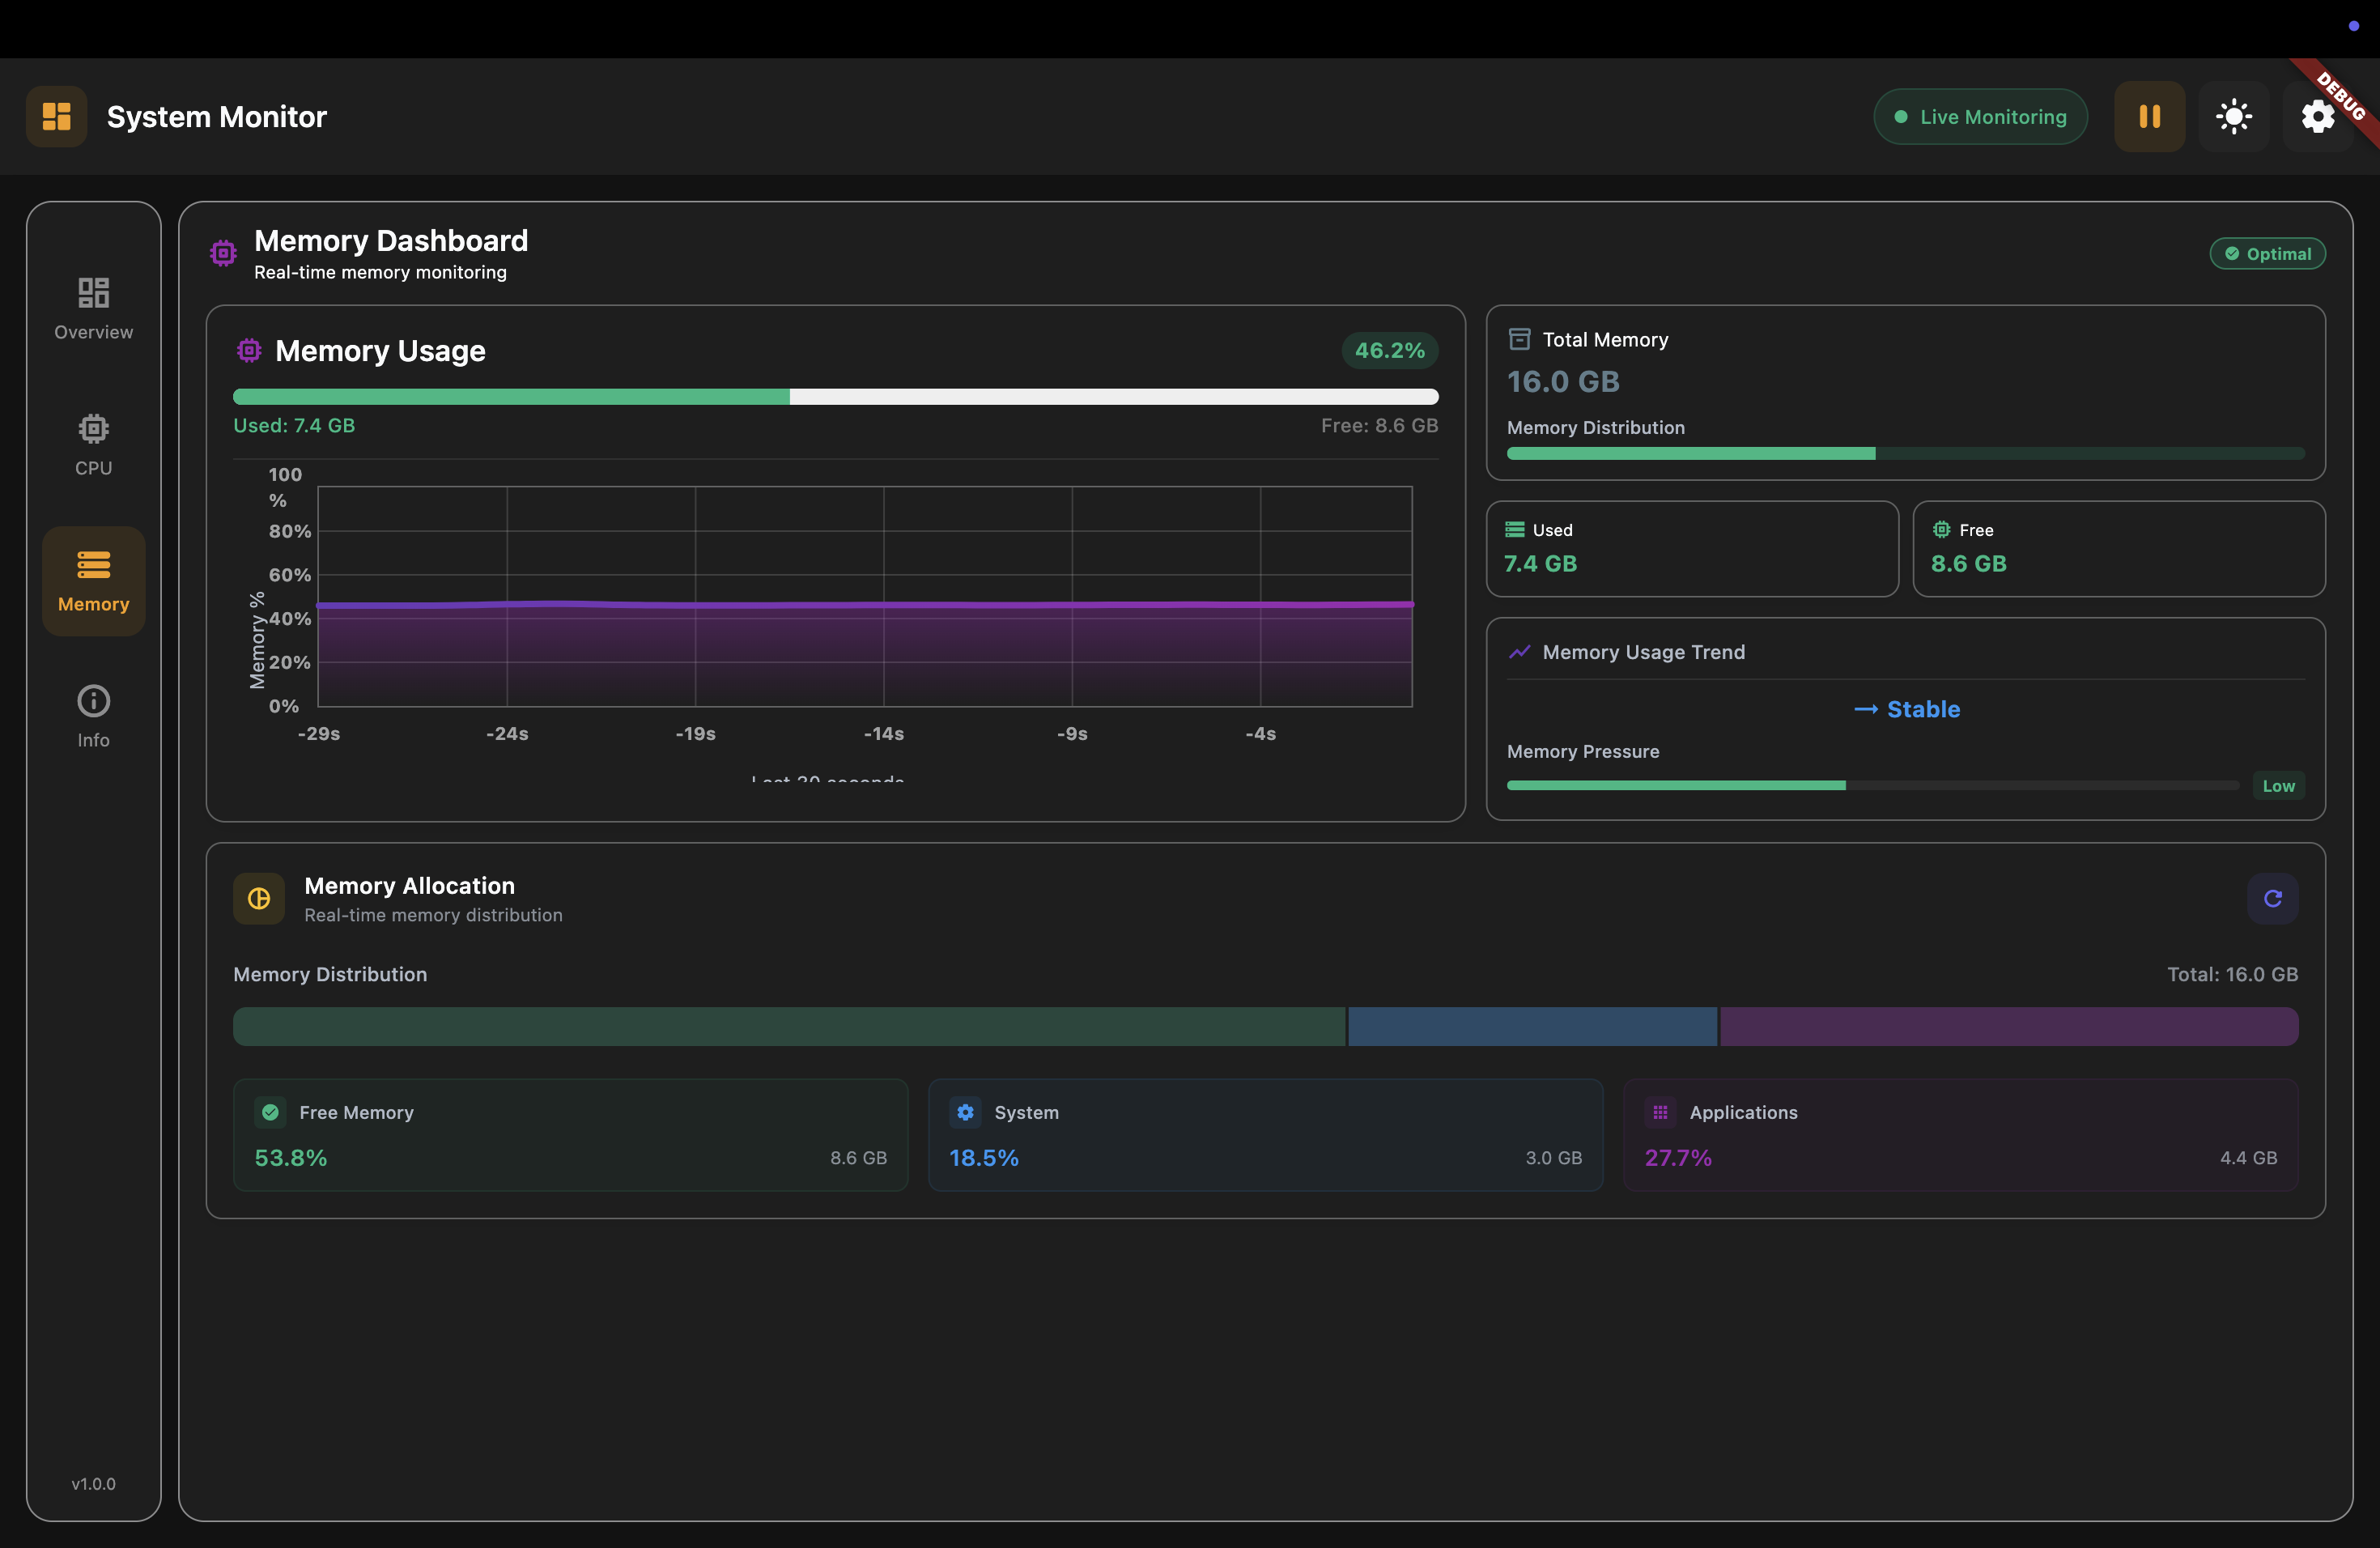 DEBUG
System Monitor
Live Monitoring
Overview
CPU
Memory
Info
v1.0.0
Memory Dashboard
Real-time memory monitoring
Optimal
Memory Usage
46.2%
Used: 7.4 GB
Free: 8.6 GB
100
%
80%
60%
40%
20%
0%
Memory %
-29s
-24s
-19s
-14s
-9s
-4s
Last 30 seconds
Total Memory
16.0 GB
Memory Distribution
Used
7.4 GB
Free
8.6 GB
Memory Usage Trend
→ Stable
Memory Pressure
Low
Memory Allocation
Real-time memory distribution
Memory Distribution
Total: 16.0 GB
Free Memory
53.8%
8.6 GB
System
18.5%
3.0 GB
Applications
27.7%
4.4 GB